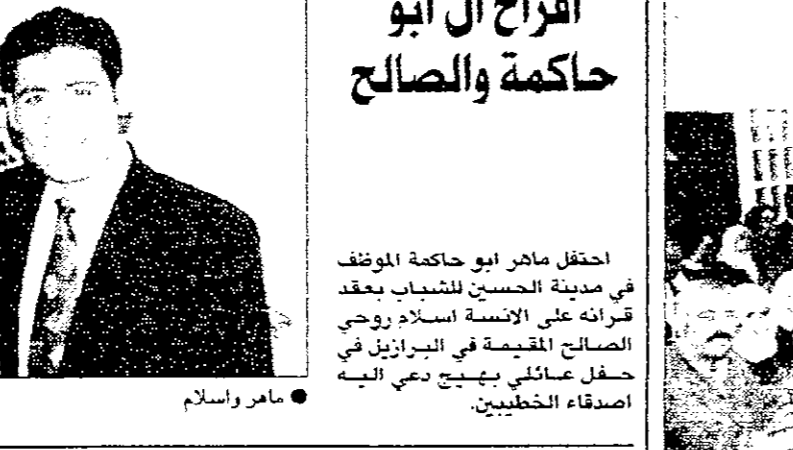 افراح آل ابو
حاكمة والصالح
احتفل ماهر ابو حاكمة الموظف
في مدينة الحسين للشباب بعقد
قرانه على الانسة اسلام روحي
الصالح المقيمة في البرازيل في
حفل عائلي بهيج دعي اليه
اصدقاء الخطيبين.
● ماهر واسلام